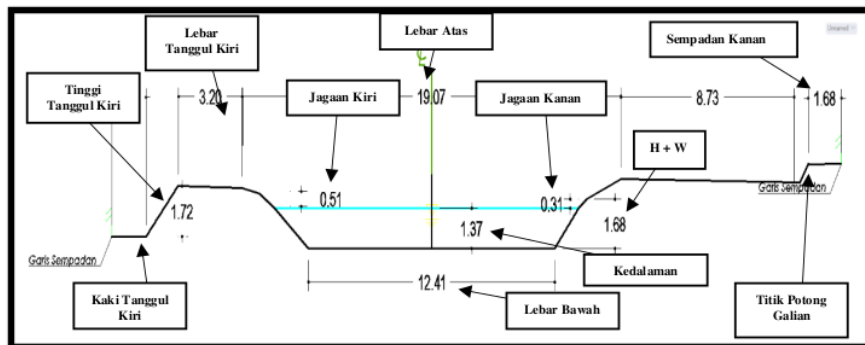 Lebar
Tanggul Kiri
Lebar Atas
Sempadan Kanan
Unnamed
Tinggi
Tanggul Kiri
3.20
Jagaan Kiri
19.07
Jagaan Kanan
8.73
1.68
H + W
Garis Sempadan
0.51
0.31
1.72
1.37
1.68
Garis Sempadan
Kedalaman
12.41
Kaki Tanggul
Kiri
Lebar Bawah
Titik Potong
Galian